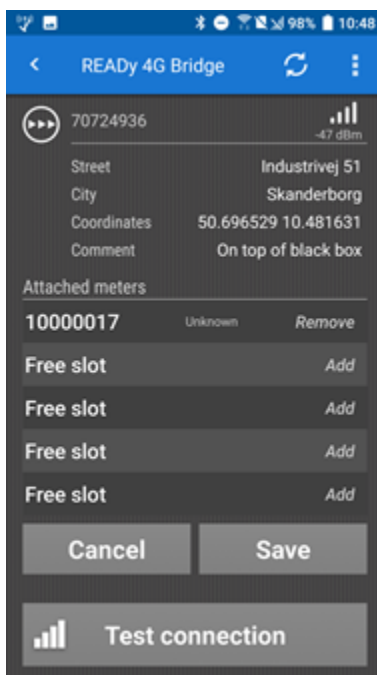 98% 10:48
READy 4G Bridge
70724936
-47 dBm
Street Industrivej 51
City Skanderborg
Coordinates 50.696529 10.481631
Comment On top of black box
Attached meters
10000017 Unknown Remove
Free slot Add
Free slot Add
Free slot Add
Free slot Add
Cancel Save
Test connection